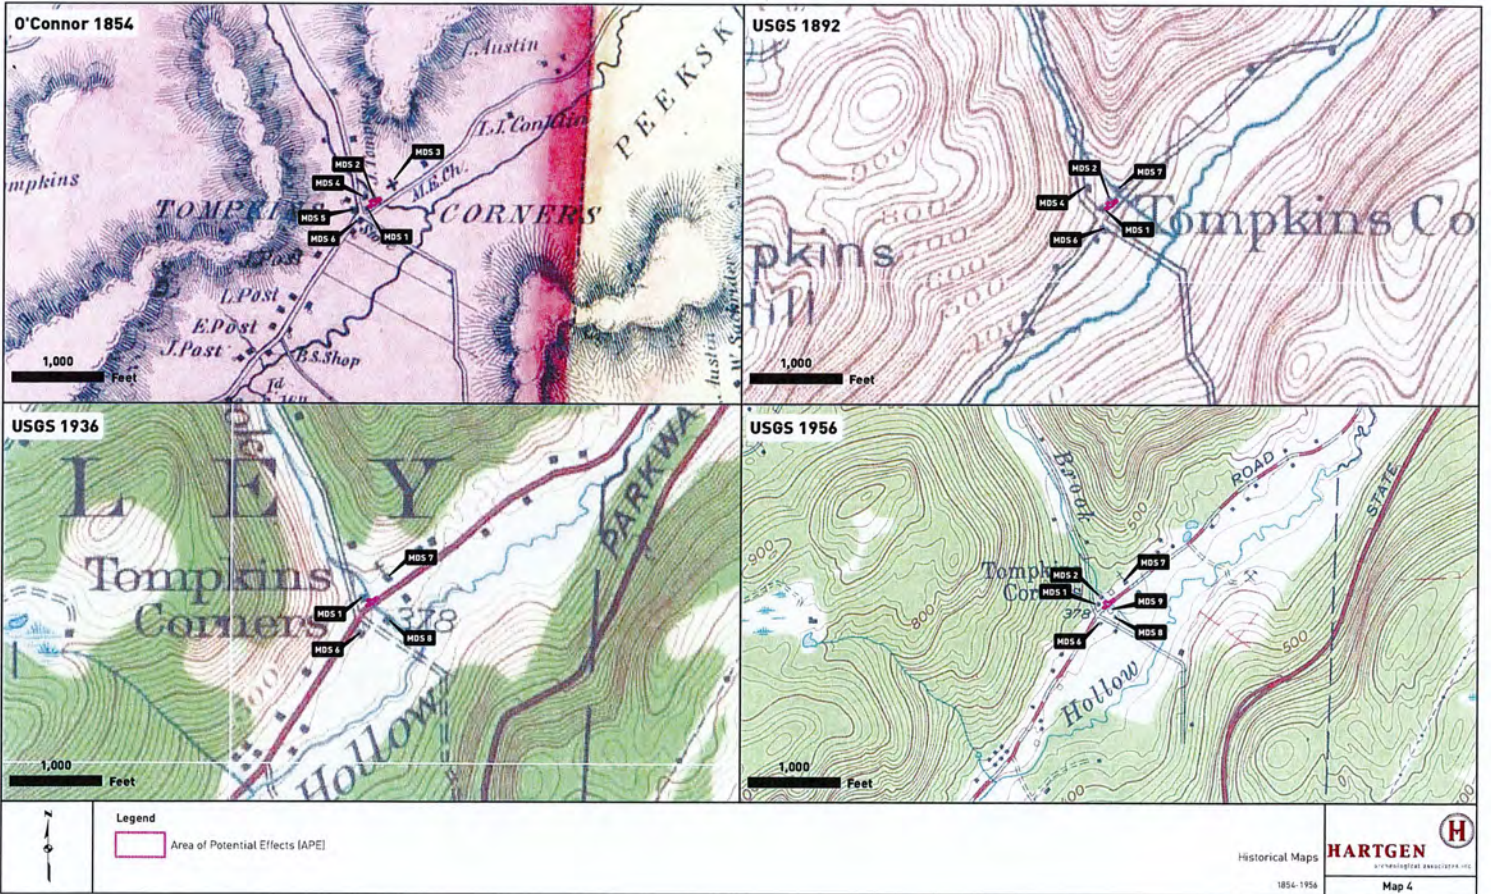 O'Connor 1854
I. Austin
PEEKSK
L.I. Conklin
MDS 3
MDS 2
MDS 4
M.E. Ch.
mpkins
TOMPKINS CORNERS
MDS 5
MDS 6
MDS 1
J. Post
L. Post
E. Post
J. Post
B.S. Shop
Austin
1,000
Feet
USGS 1892
900
MDS 2
MDS 7
MDS 4
800
Tompkins Co
MDS 1
MDS 6
pkins
700
Hill
600
1,000
Feet
USGS 1936
LEY
PARKWA
MDS 7
Tompkins
Corners
MDS 1
378
MDS 8
MDS 6
Hollow
1,000
Feet
USGS 1956
Brook
ROAD
STATE
500
900
MDS 7
MDS 2
MDS 1
MDS 9
378
800
MDS 8
MDS 6
500
Hollow
1,000
Feet
N
Legend
Area of Potential Effects (APE)
Historical Maps
1854-1956
H
HARTGEN
archeological associates inc
Map 4